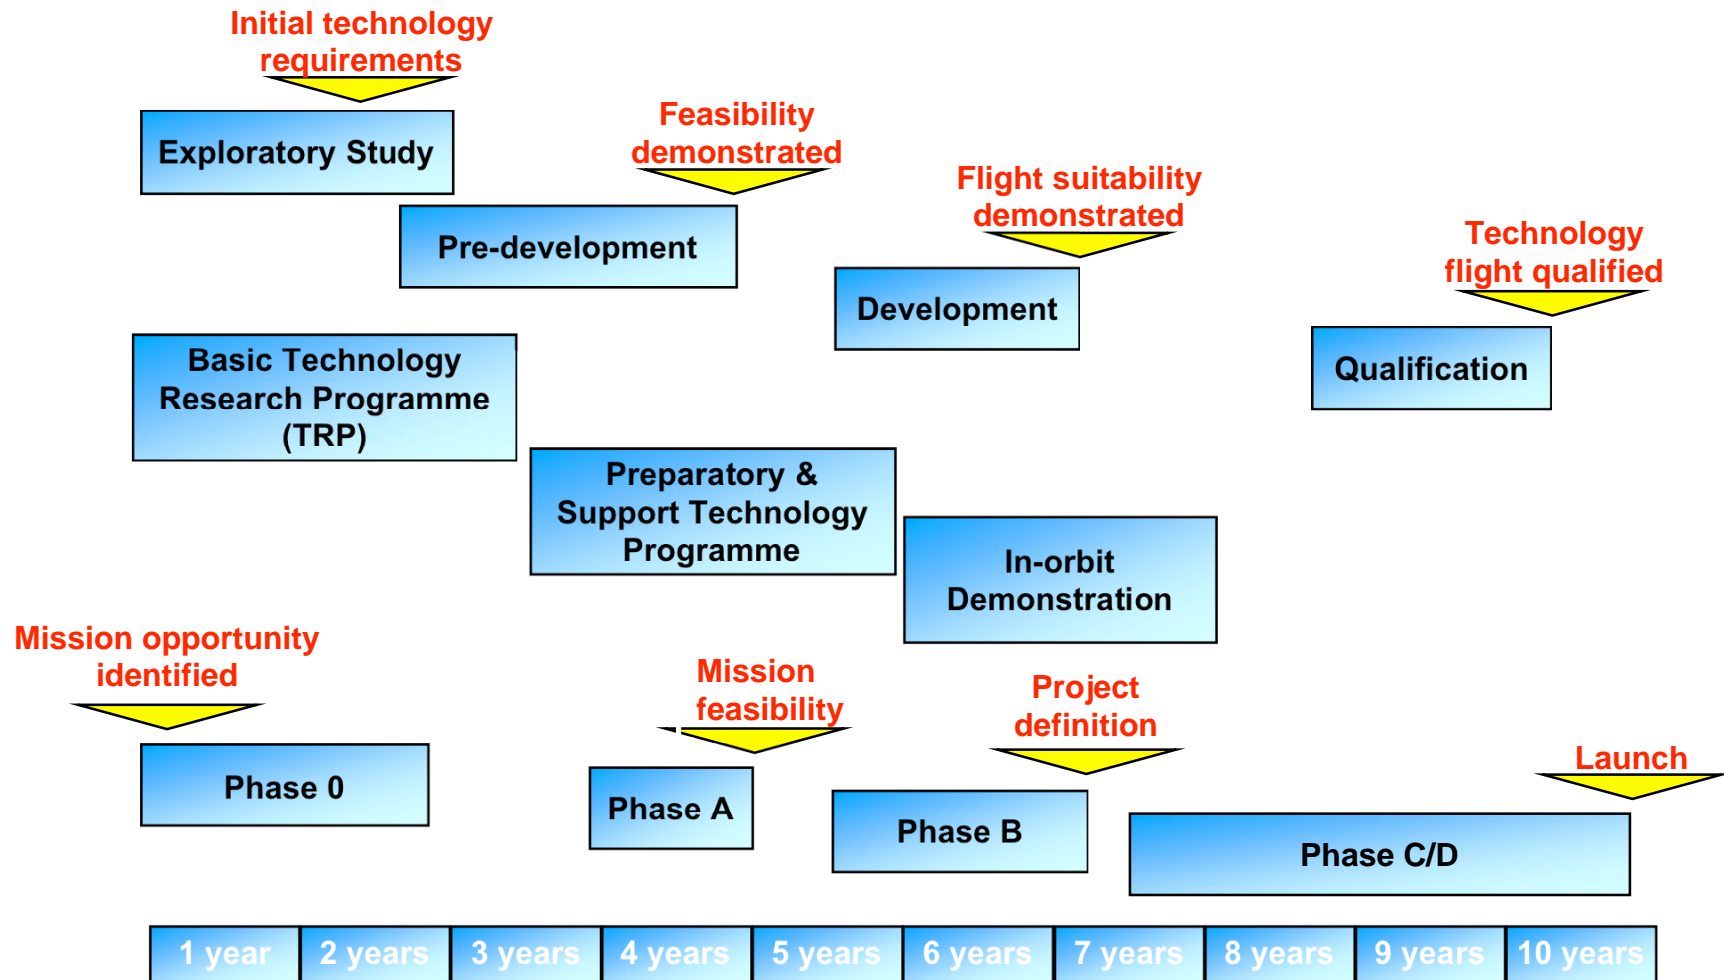 Initial technology
requirements
Exploratory Study
Feasibility
demonstrated
Pre-development
Flight suitability
demonstrated
Development
Technology
flight qualified
Qualification
Basic Technology
Research Programme
(TRP)
Preparatory &
Support Technology
Programme
In-orbit
Demonstration
Mission opportunity
identified
Phase 0
Mission
feasibility
Phase A
Project
definition
Phase B
Launch
Phase C/D
1 year 2 years 3 years 4 years 5 years 6 years 7 years 8 years 9 years 10 years